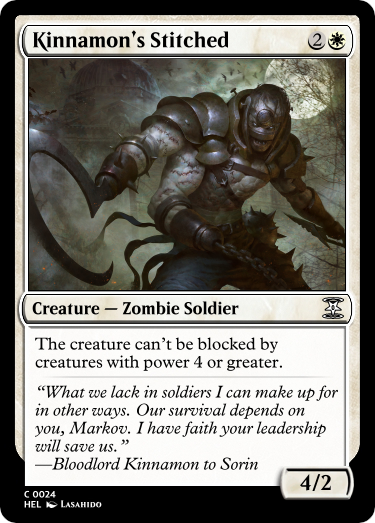 Kinnamon's Stitched 2
Creature — Zombie Soldier
The creature can't be blocked by
creatures with power 4 or greater.
“What we lack in soldiers I can make up for
in other ways. Our survival depends on
you, Markov. I have faith your leadership
will save us.”
—Bloodlord Kinnamon to Sorin
4/2
C 0024
HEL LASAHIDO